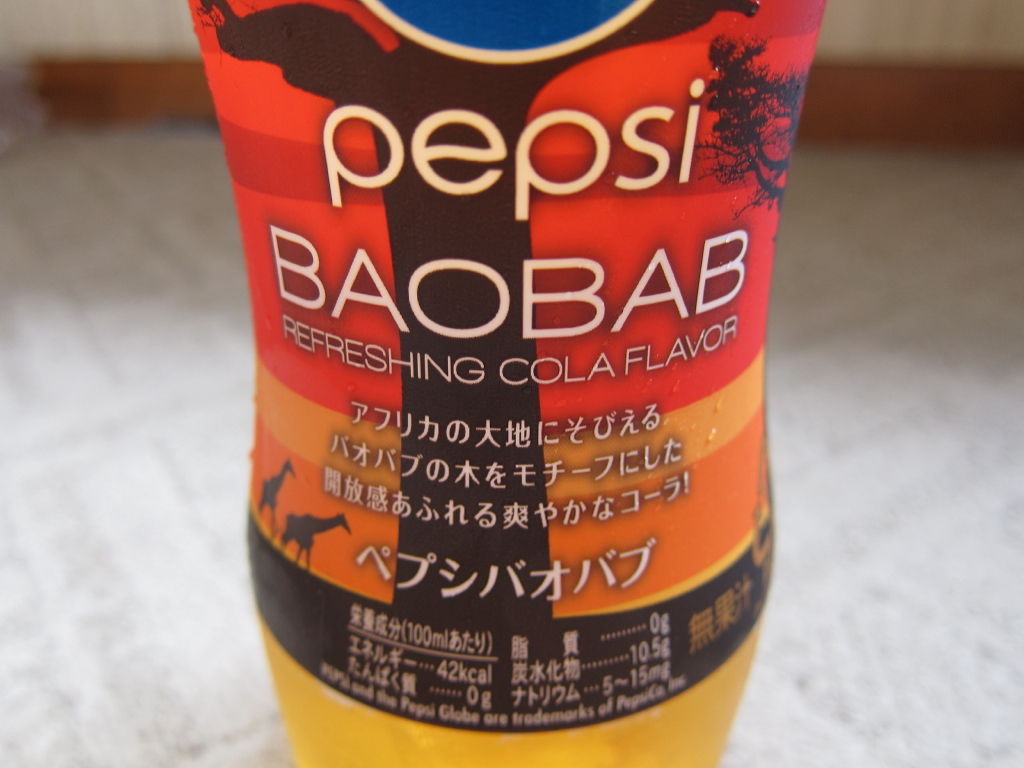 pepsi
BAOBAB
REFRESHING COLA FLAVOR
アフリカの大地にそびえる
バオバブの木をモチーフにした
開放感あふれる爽やかなコーラ!
ペプシバオバブ
無果汁
栄養成分(100mlあたり)
エネルギー…42kcal
たんぱく質 ……0g
脂 質 ………0g
炭水化物………10.5g
ナトリウム…5~15mg
PEPSI and the Pepsi Globe are trademarks of PepsiCo, Inc.